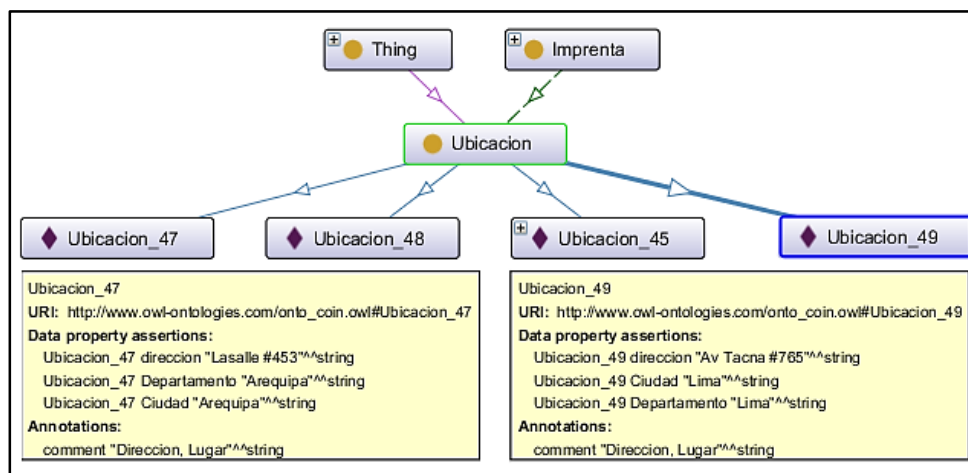 Thing
Imprenta
Ubicacion
Ubicacion_47
Ubicacion_48
Ubicacion_45
Ubicacion_49
Ubicacion_47
URI: http://www.owl-ontologies.com/onto_coin.owl#Ubicacion_47
Data property assertions:
Ubicacion_47 direccion "Lasalle #453"^^string
Ubicacion_47 Departamento "Arequipa"^^string
Ubicacion_47 Ciudad "Arequipa"^^string
Annotations:
comment "Direccion, Lugar"^^string
Ubicacion_49
URI: http://www.owl-ontologies.com/onto_coin.owl#Ubicacion_49
Data property assertions:
Ubicacion_49 direccion "Av Tacna #765"^^string
Ubicacion_49 Ciudad "Lima"^^string
Ubicacion_49 Departamento "Lima"^^string
Annotations:
comment "Direccion, Lugar"^^string